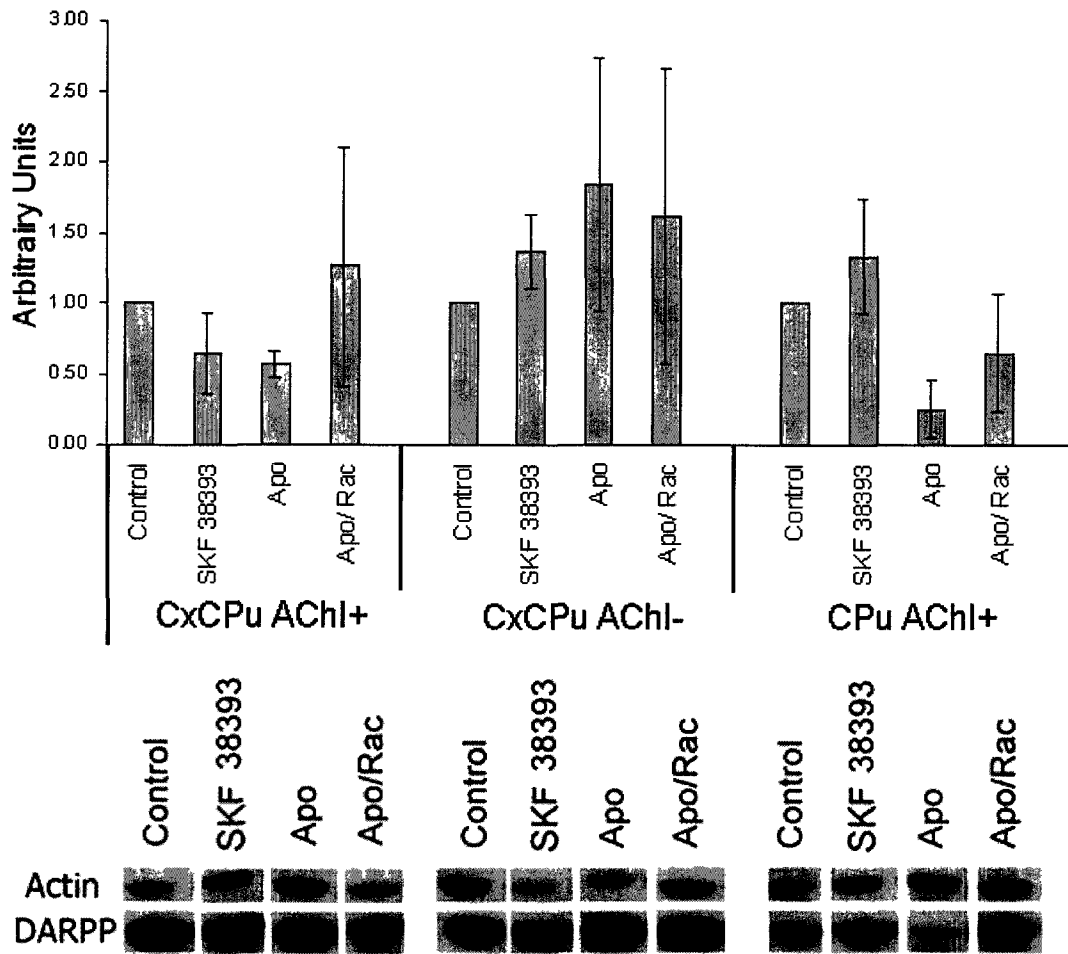 3.00
2.50
2.00
1.50
1.00
0.50
0.00
Arbitrairy Units
Control
SKF 38393
Apo
Apo/ Rac
Control
SKF 38393
Apo
Apo/ Rac
Control
SKF 38393
Apo
Apo/ Rac
CxCPu AChI+
CxCPu AChI-
CPu AChI+
Control
SKF 38393
Apo
Apo/Rac
Control
SKF 38393
Apo
Apo/Rac
Control
SKF 38393
Apo
Apo/Rac
Actin
DARPP